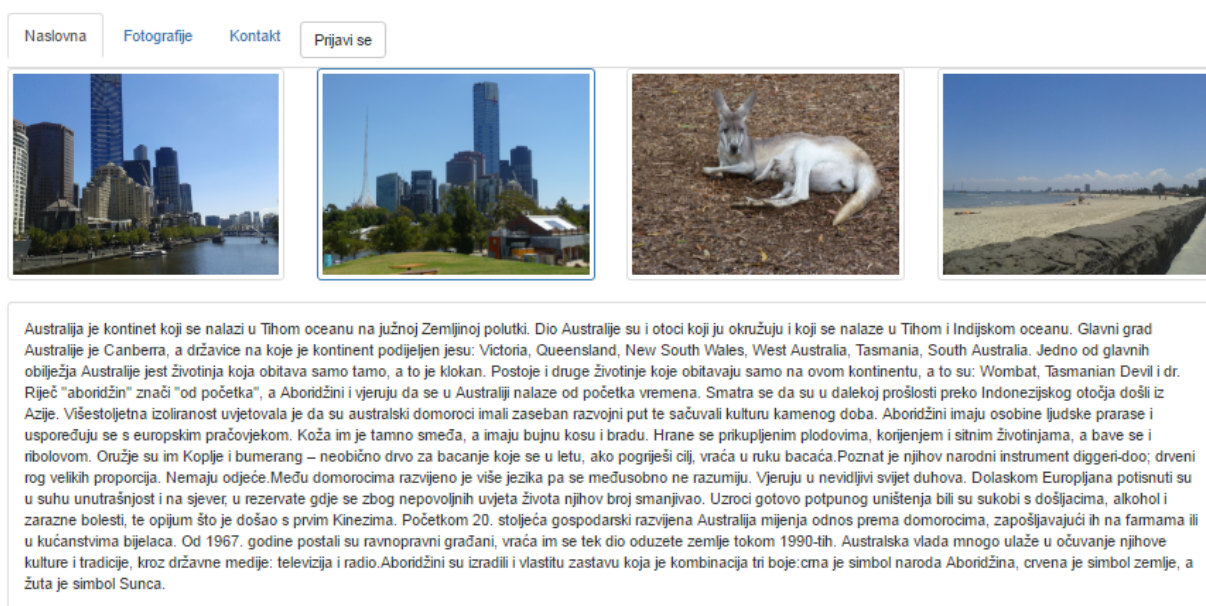 Naslovna Fotografije Kontakt Prijavi se
Australija je kontinet koji se nalazi u Tihom oceanu na južnoj Zemljinoj polutki. Dio Australije su i otoci koji ju okružuju i koji se nalaze u Tihom i Indijskom oceanu. Glavni grad
Australije je Canberra, a državice na koje je kontinent podijeljen jesu: Victoria, Queensland, New South Wales, West Australia, Tasmania, South Australia. Jedno od glavnih
obilježja Australije jest životinja koja obitava samo tamo, a to je klokan. Postoje i druge životinje koje obitavaju samo na ovom kontinentu, a to su: Wombat, Tasmanian Devil i dr.
Riječ "aboridžin" znači "od početka", a Aboridžini i vjeruju da se u Australiji nalaze od početka vremena. Smatra se da su u dalekoj prošlosti preko Indonezijskog otočja došli iz
Azije. Višestoljetna izoliranost uvjetovala je da su australski domoroci imali zaseban razvojni put te sačuvali kulturu kamenog doba. Aboridžini imaju osobine ljudske prarase i
uspoređuju se s europskim pračovjekom. Koža im je tamno smeđa, a imaju bujnu kosu i bradu. Hrane se prikupljenim plodovima, korijenjem i sitnim životinjama, a bave se i
ribolovom. Oružje su im Koplje i bumerang – neobično drvo za bacanje koje se u letu, ako pogriješi cilj, vraća u ruku bacača.Poznat je njihov narodni instrument diggeri-doo; drveni
rog velikih proporcija. Nemaju odjeće.Među domorocima razvijeno je više jezika pa se međusobno ne razumiju. Vjeruju u nevidljivi svijet duhova. Dolaskom Europljana potisnuti su
u suhu unutrašnjost i na sjever, u rezervate gdje se zbog nepovoljnih uvjeta života njihov broj smanjivao. Uzroci gotovo potpunog uništenja bili su sukobi s došljacima, alkohol i
zarazne bolesti, te opijum što je došao s prvim Kinezima. Početkom 20. stoljeća gospodarski razvijena Australija mijenja odnos prema domorocima, zapošljavajući ih na farmama ili
u kućanstvima bijelaca. Od 1967. godine postali su ravnopravni građani, vraća im se tek dio oduzete zemlje tokom 1990-tih. Australska vlada mnogo ulaže u očuvanje njihove
kulture i tradicije, kroz državne medije: televizija i radio.Aboridžini su izradili i vlastitu zastavu koja je kombinacija tri boje:crna je simbol naroda Aboridžina, crvena je simbol zemlje, a
žuta je simbol Sunca.